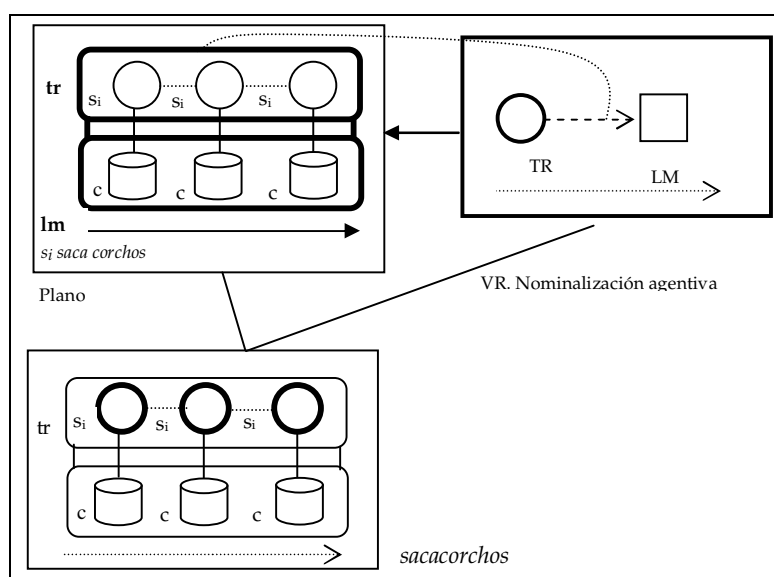 tr
sᵢ sᵢ sᵢ
c c c
lm
sᵢ saca corchos
Plano
TR
LM
VR. Nominalización agentiva
tr
sᵢ sᵢ sᵢ
c c c
sacacorchos